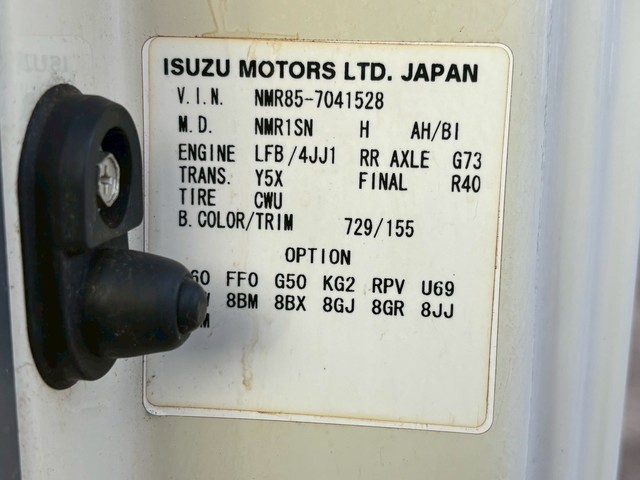 ISUZU MOTORS LTD. JAPAN
V.I.N. NMR85-7041528
M.D. NMR1SN H AH/BI
ENGINE LFB/4JJ1 RR AXLE G73
TRANS. Y5X FINAL R40
TIRE CWU
B.COLOR/TRIM 729/155
OPTION
FF0 G50 KG2 RPV U69
8BM 8BX 8GJ 8GR 8JJ